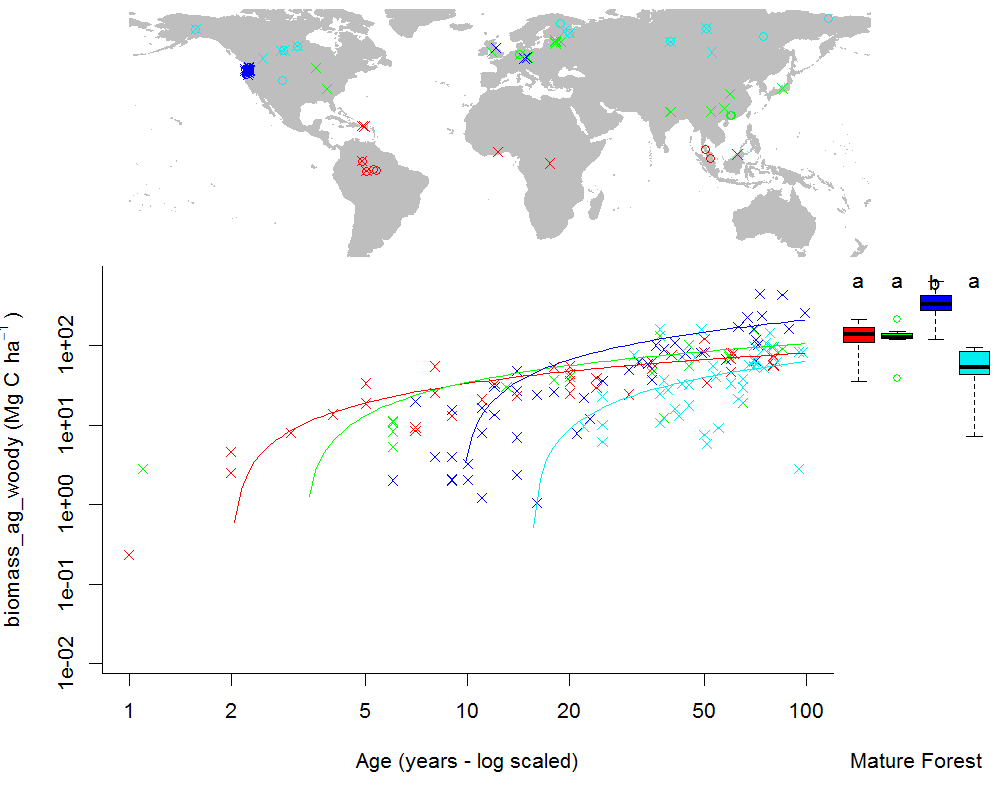 a a b a
biomass_ag_woody (Mg C ha⁻¹ )
1e+02
1e+01
1e+00
1e-01
1e-02
1 2 5 10 20 50 100
Age (years - log scaled) Mature Forest